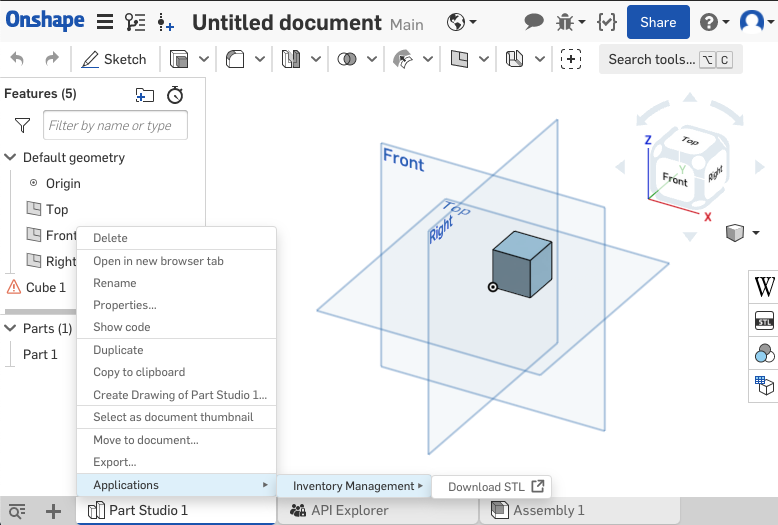 Onshape Untitled document Main Share
Sketch Search tools... ⌥ C
Features (5)
Filter by name or type
Default geometry
Origin
Top
Front
Right
Cube 1
Parts (1)
Part 1
Delete
Open in new browser tab
Rename
Properties...
Show code
Duplicate
Copy to clipboard
Create Drawing of Part Studio 1...
Select as document thumbnail
Move to document...
Export...
Applications
Inventory Management
Download STL
Front
Top
Right
Z
Top
Y
Front
Right
X
W
STL
Part Studio 1
API Explorer
Assembly 1